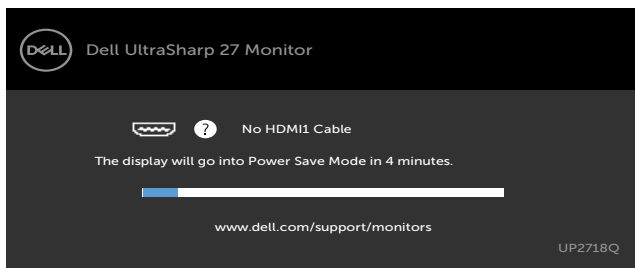 DELL
Dell UltraSharp 27 Monitor
? No HDMI1 Cable
The display will go into Power Save Mode in 4 minutes.
www.dell.com/support/monitors
UP2718Q